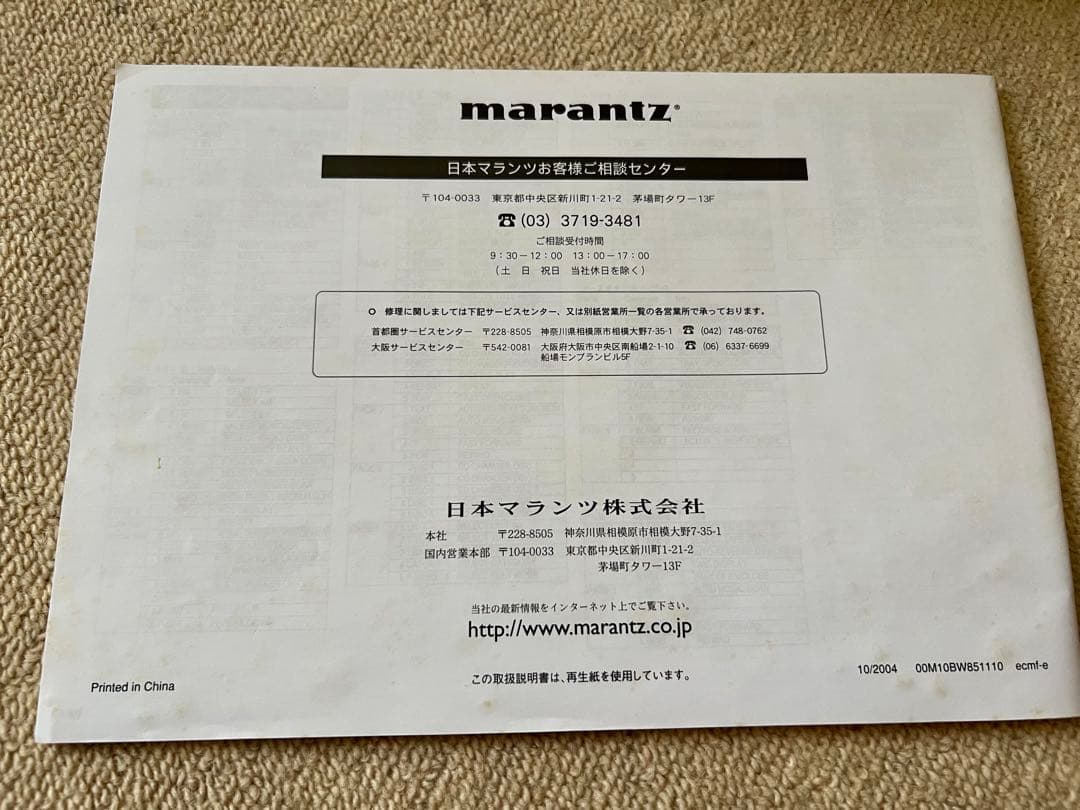 marantz®
日本マランツお客様ご相談センター
〒104-0033 東京都中央区新川町1-21-2 茅場町タワー13F
☎(03) 3719-3481
ご相談受付時間
9:30-12:00 13:00-17:00
(土 日 祝日 当社休日を除く)
○ 修理に関しましては下記サービスセンター、又は別紙営業所一覧の各営業所で承っております。
首都圏サービスセンター 〒228-8505 神奈川県相模原市相模大野7-35-1 ☎ (042) 748-0762
大阪サービスセンター 〒542-0081 大阪府大阪市中央区南船場2-1-10 ☎ (06) 6337-6699
船場モンブランビル5F
日本マランツ株式会社
本社 〒228-8505 神奈川県相模原市相模大野7-35-1
国内営業本部 〒104-0033 東京都中央区新川町1-21-2
茅場町タワー13F
当社の最新情報をインターネット上でご覧下さい。
http://www.marantz.co.jp
この取扱説明書は、再生紙を使用しています。
Printed in China
10/2004 00M10BW851110 ecmf-e